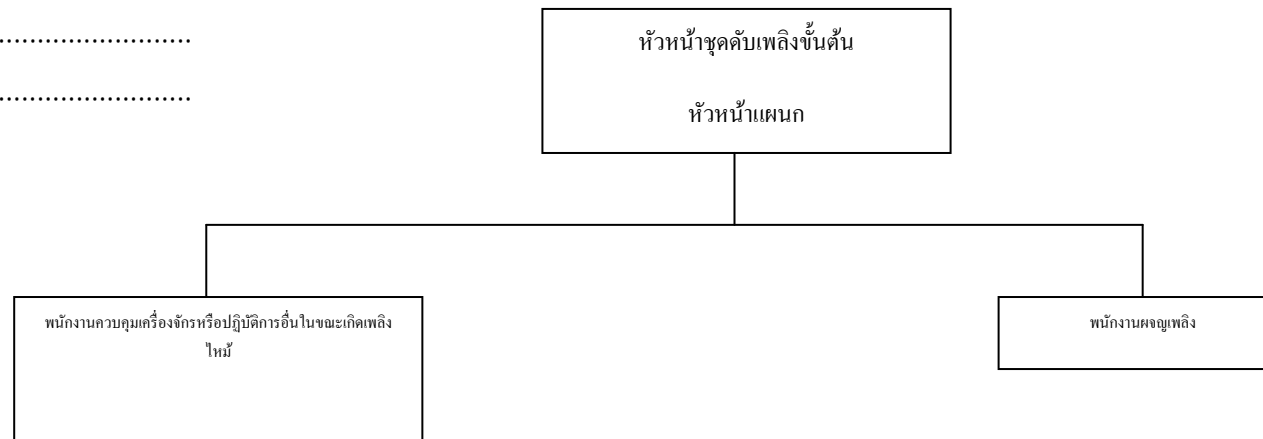 .........................
.........................
หัวหน้าชุดดับเพลิงขั้นต้น
หัวหน้าแผนก
พนักงานควบคุมเครื่องจักรหรือปฏิบัติการอื่นในขณะเกิดเพลิง
ไหม้
พนักงานผจญเพลิง